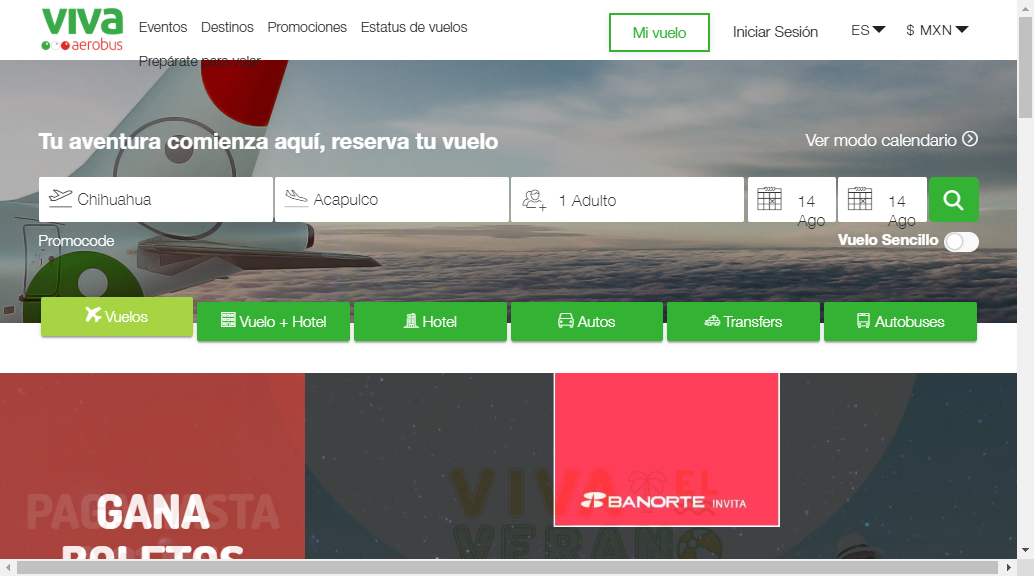 viva
aerobus
Eventos Destinos Promociones Estatus de vuelos
Prepárate para volar
Mi vuelo
Iniciar Sesión
ES
$ MXN
Tu aventura comienza aquí, reserva tu vuelo
Ver modo calendario
Chihuahua
Acapulco
1 Adulto
14
Ago
14
Ago
Promocode
Vuelo Sencillo
Vuelos
Vuelo + Hotel
Hotel
Autos
Transfers
Autobuses
GANA
BOLETOS
VIVA EL
VERANO
BANORTE INVITA